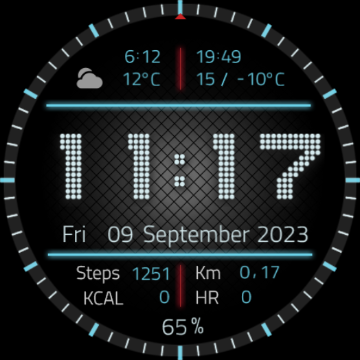 6:12 19:49
12°C 15 / -10°C
11:17
Fri 09 September 2023
Steps 1251 Km 0,17
KCAL 0 HR 0
65%